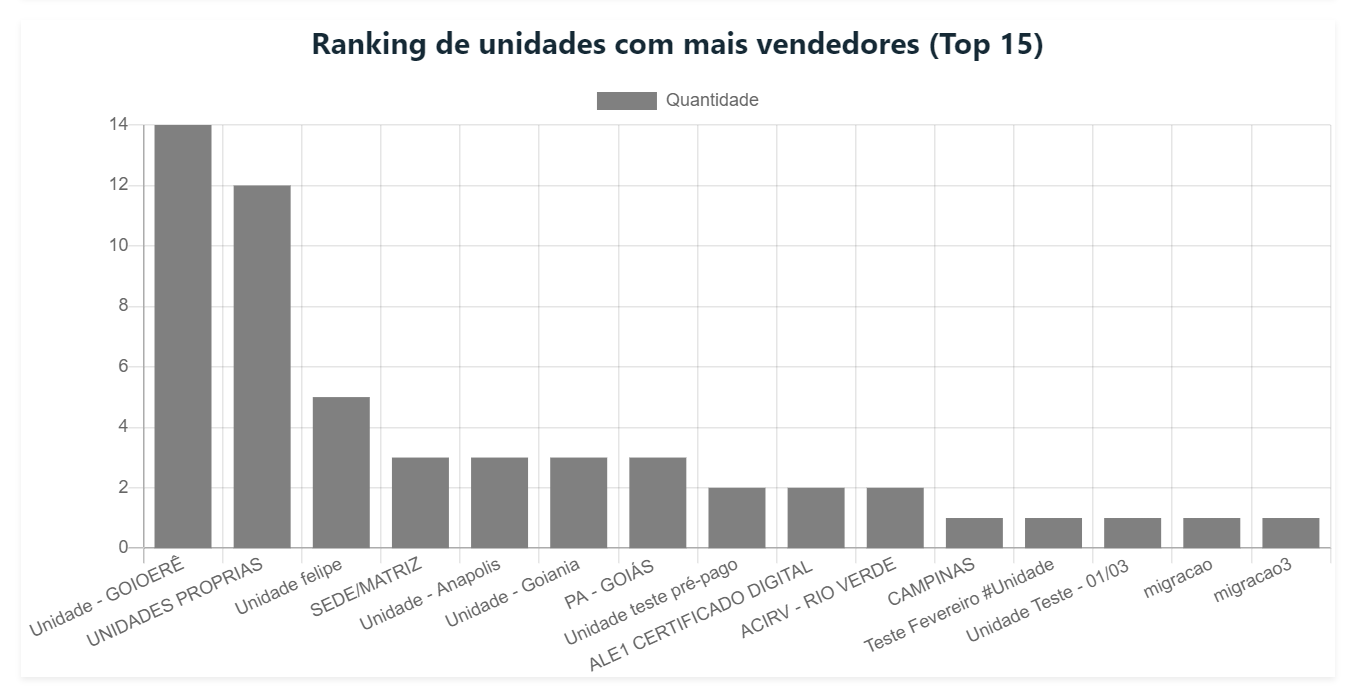 Ranking de unidades com mais vendedores (Top 15)
Quantidade
14
12
10
8
6
4
2
0
Unidade - GOIOERÊ
UNIDADES PROPRIAS
Unidade felipe
SEDE/MATRIZ
Unidade - Anapolis
Unidade - Goiania
PA - GOIÁS
Unidade teste pré-pago
ALE1 CERTIFICADO DIGITAL
ACIRV - RIO VERDE
CAMPINAS
Teste Fevereiro #Unidade
Unidade Teste - 01/03
migracao
migracao3